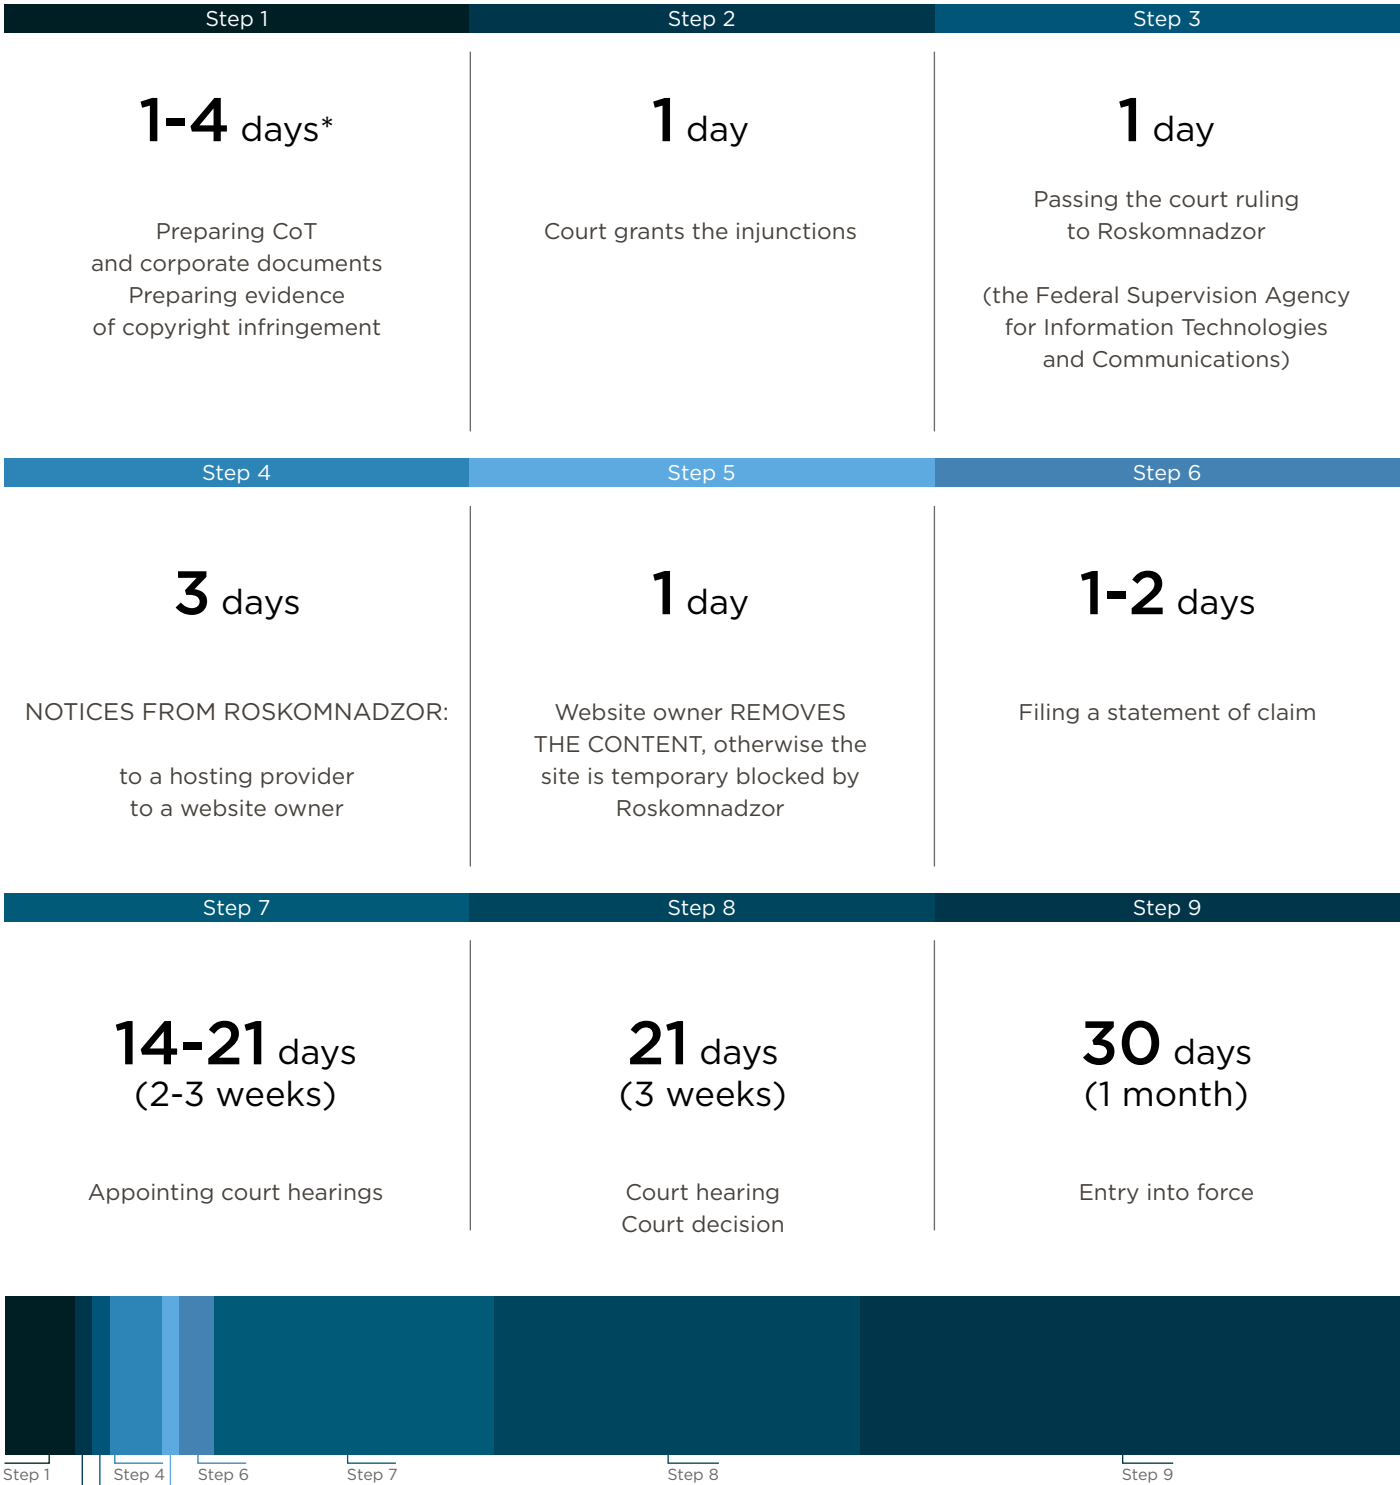 Step 1
Step 2
Step 3
1-4 days*
Preparing CoT
and corporate documents
Preparing evidence
of copyright infringement
1 day
Court grants the injunctions
1 day
Passing the court ruling
to Roskomnadzor
(the Federal Supervision Agency
for Information Technologies
and Communications)
Step 4
Step 5
Step 6
3 days
NOTICES FROM ROSKOMNADZOR:
to a hosting provider
to a website owner
1 day
Website owner REMOVES
THE CONTENT, otherwise the
site is temporary blocked by
Roskomnadzor
1-2 days
Filing a statement of claim
Step 7
Step 8
Step 9
14-21 days
(2-3 weeks)
Appointing court hearings
21 days
(3 weeks)
Court hearing
Court decision
30 days
(1 month)
Entry into force
Step 1
Step 4
Step 6
Step 7
Step 8
Step 9